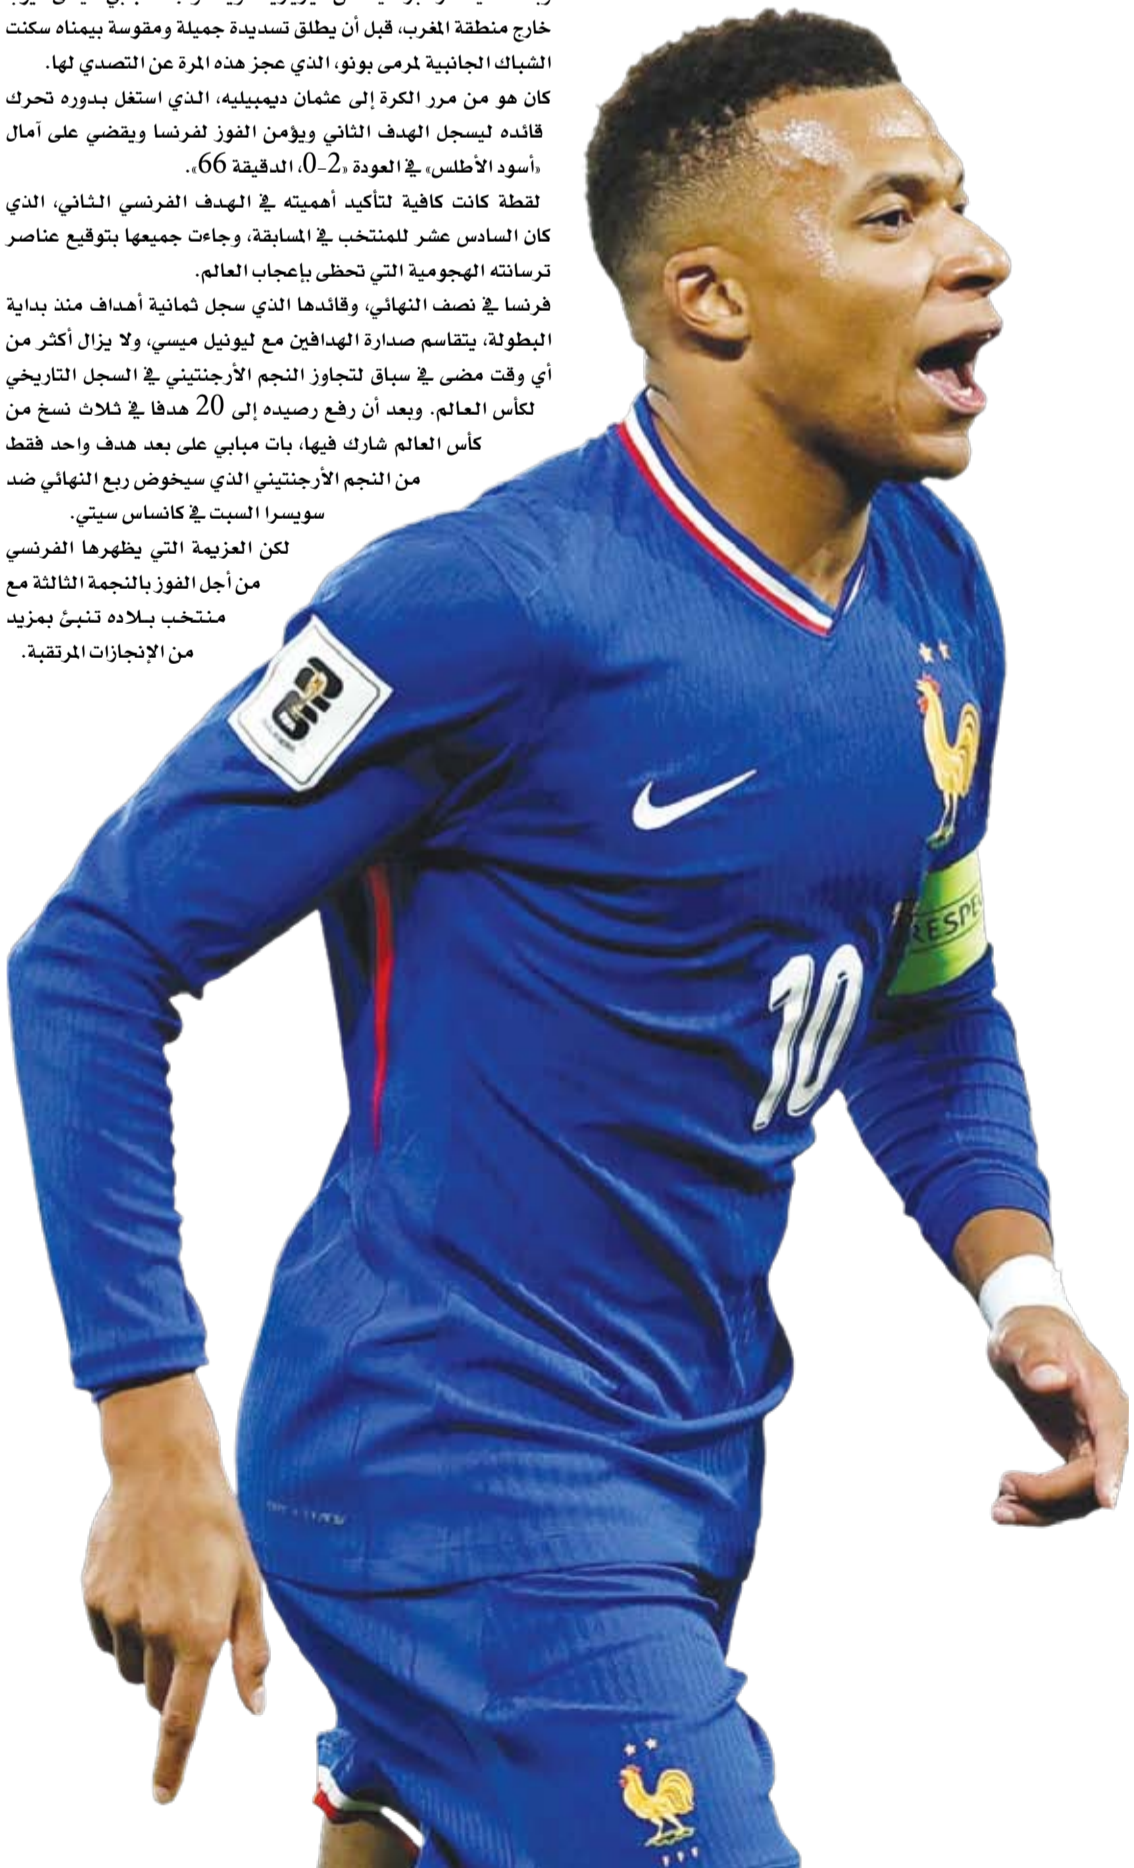 خارج منطقة المغرب، قبل أن يطلق تسديدة جميلة ومقوسة بيمناه سكنت
الشباك الجانبية لمرمى بونو، الذي عجز هذه المرة عن التصدي لها.
كان هو من مرر الكرة إلى عثمان ديمبيليه، الذي استغل بدوره تحرك
قائده ليسجل الهدف الثاني ويؤمن الفوز لفرنسا ويقضي على آمال
«أسود الأطلس» في العودة «2-0، الدقيقة 66».
لقطة كانت كافية لتأكيد أهميته في الهدف الفرنسي الثاني، الذي
كان السادس عشر للمنتخب في المسابقة، وجاءت جميعها بتوقيع عناصر
ترسانته الهجومية التي تحظى بإعجاب العالم.
فرنسا في نصف النهائي، وقائدها الذي سجل ثمانية أهداف منذ بداية
البطولة، يتقاسم صدارة الهدافين مع ليونيل ميسي، ولا يزال أكثر من
أي وقت مضى في سباق لتجاوز النجم الأرجنتيني في السجل التاريخي
لكأس العالم. وبعد أن رفع رصيده إلى 20 هدفا في ثلاث نسخ من
كأس العالم شارك فيها، بات مبابي على بعد هدف واحد فقط
من النجم الأرجنتيني الذي سيخوض ربع النهائي ضد
سويسرا السبت في كانساس سيتي.
لكن العزيمة التي يظهرها الفرنسي
من أجل الفوز بالنجمة الثالثة مع
منتخب بلاده تنبئ بمزيد
من الإنجازات المرتقبة.
26
FIFA
RESPE
10